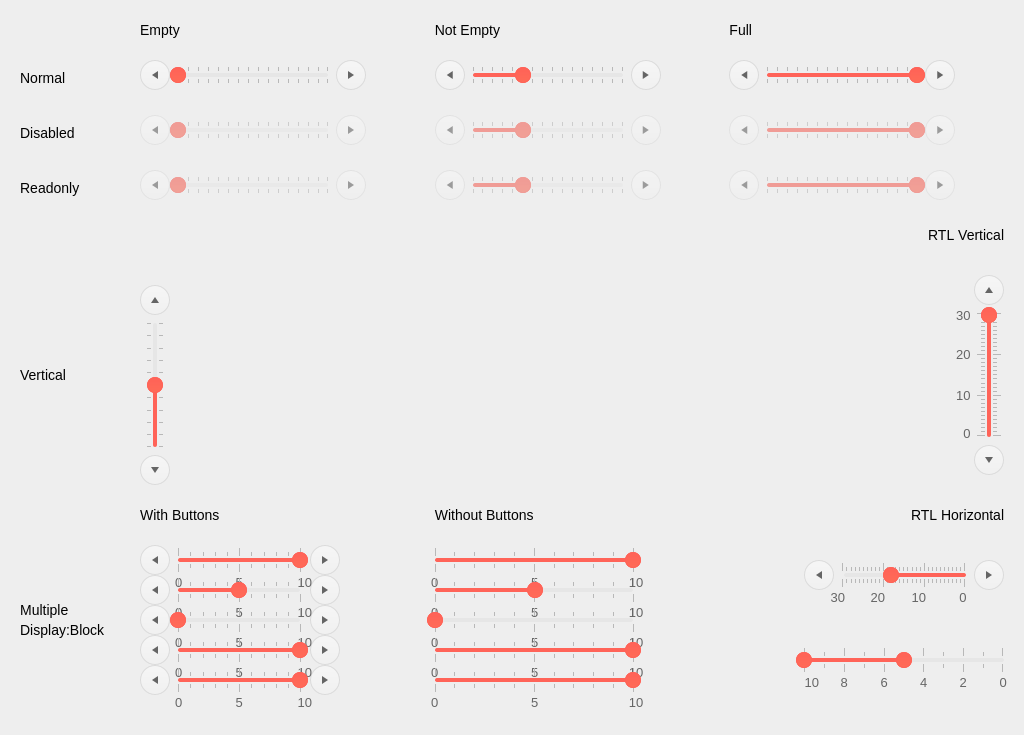 Empty Not Empty Full
Normal
Disabled
Readonly
RTL Vertical
30
20
Vertical
10
0
With Buttons Without Buttons RTL Horizontal
0 5 10 0 5 10
30 20 10 0
Multiple
0 5 10 0 5 10
Display:Block
0 5 10 0 5 10
0 5 10 0 5 10
10 8 6 4 2 0
0 5 10 0 5 10